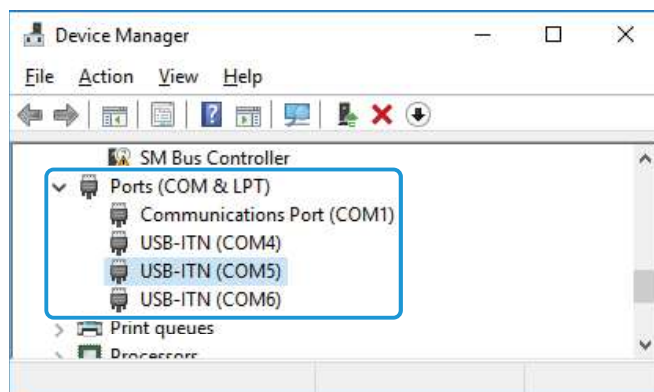 Device Manager
File Action View Help
SM Bus Controller
Ports (COM & LPT)
Communications Port (COM1)
USB-ITN (COM4)
USB-ITN (COM5)
USB-ITN (COM6)
Print queues
Processors